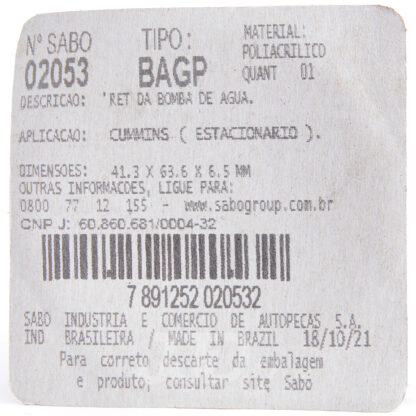 Nº SABO TIPO: MATERIAL:
02053 BAGP POLIACRILICO
QUANT 01
DESCRICAO: 'RET DA BOMBA DE AGUA.
APLICACAO: CUMMINS ( ESTACIONARIO ).
DIMENSOES: 41.3 X 63.6 X 6.5 MM
OUTRAS INFORMACOES, LIGUE PARA:
0800 77 12 155 - www.sabogroup.com.br
CNPJ: 60.860.681/0004-32
7 891252 020532
SABO INDUSTRIA E COMERCIO DE AUTOPECAS S.A.
IND BRASILEIRA / MADE IN BRAZIL 18/10/21
Para correto descarte da embalagem
e produto, consultar site Sabó